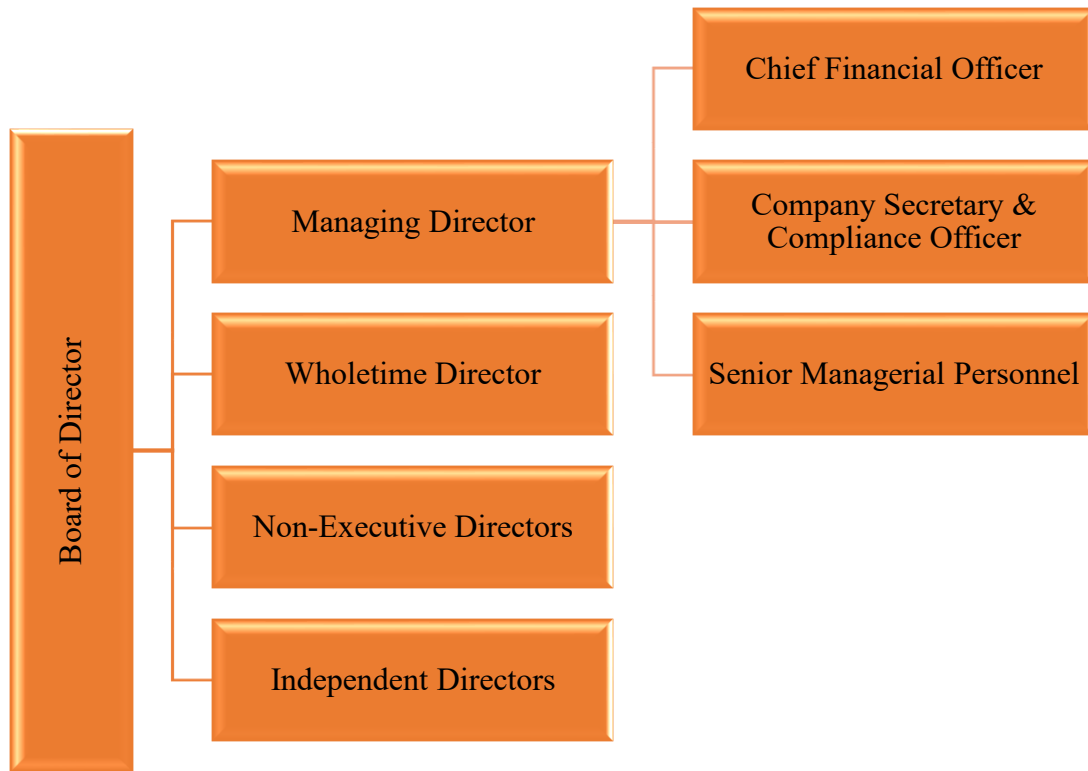 Board of Director
Managing Director
Wholetime Director
Non-Executive Directors
Independent Directors
Chief Financial Officer
Company Secretary &
Compliance Officer
Senior Managerial Personnel